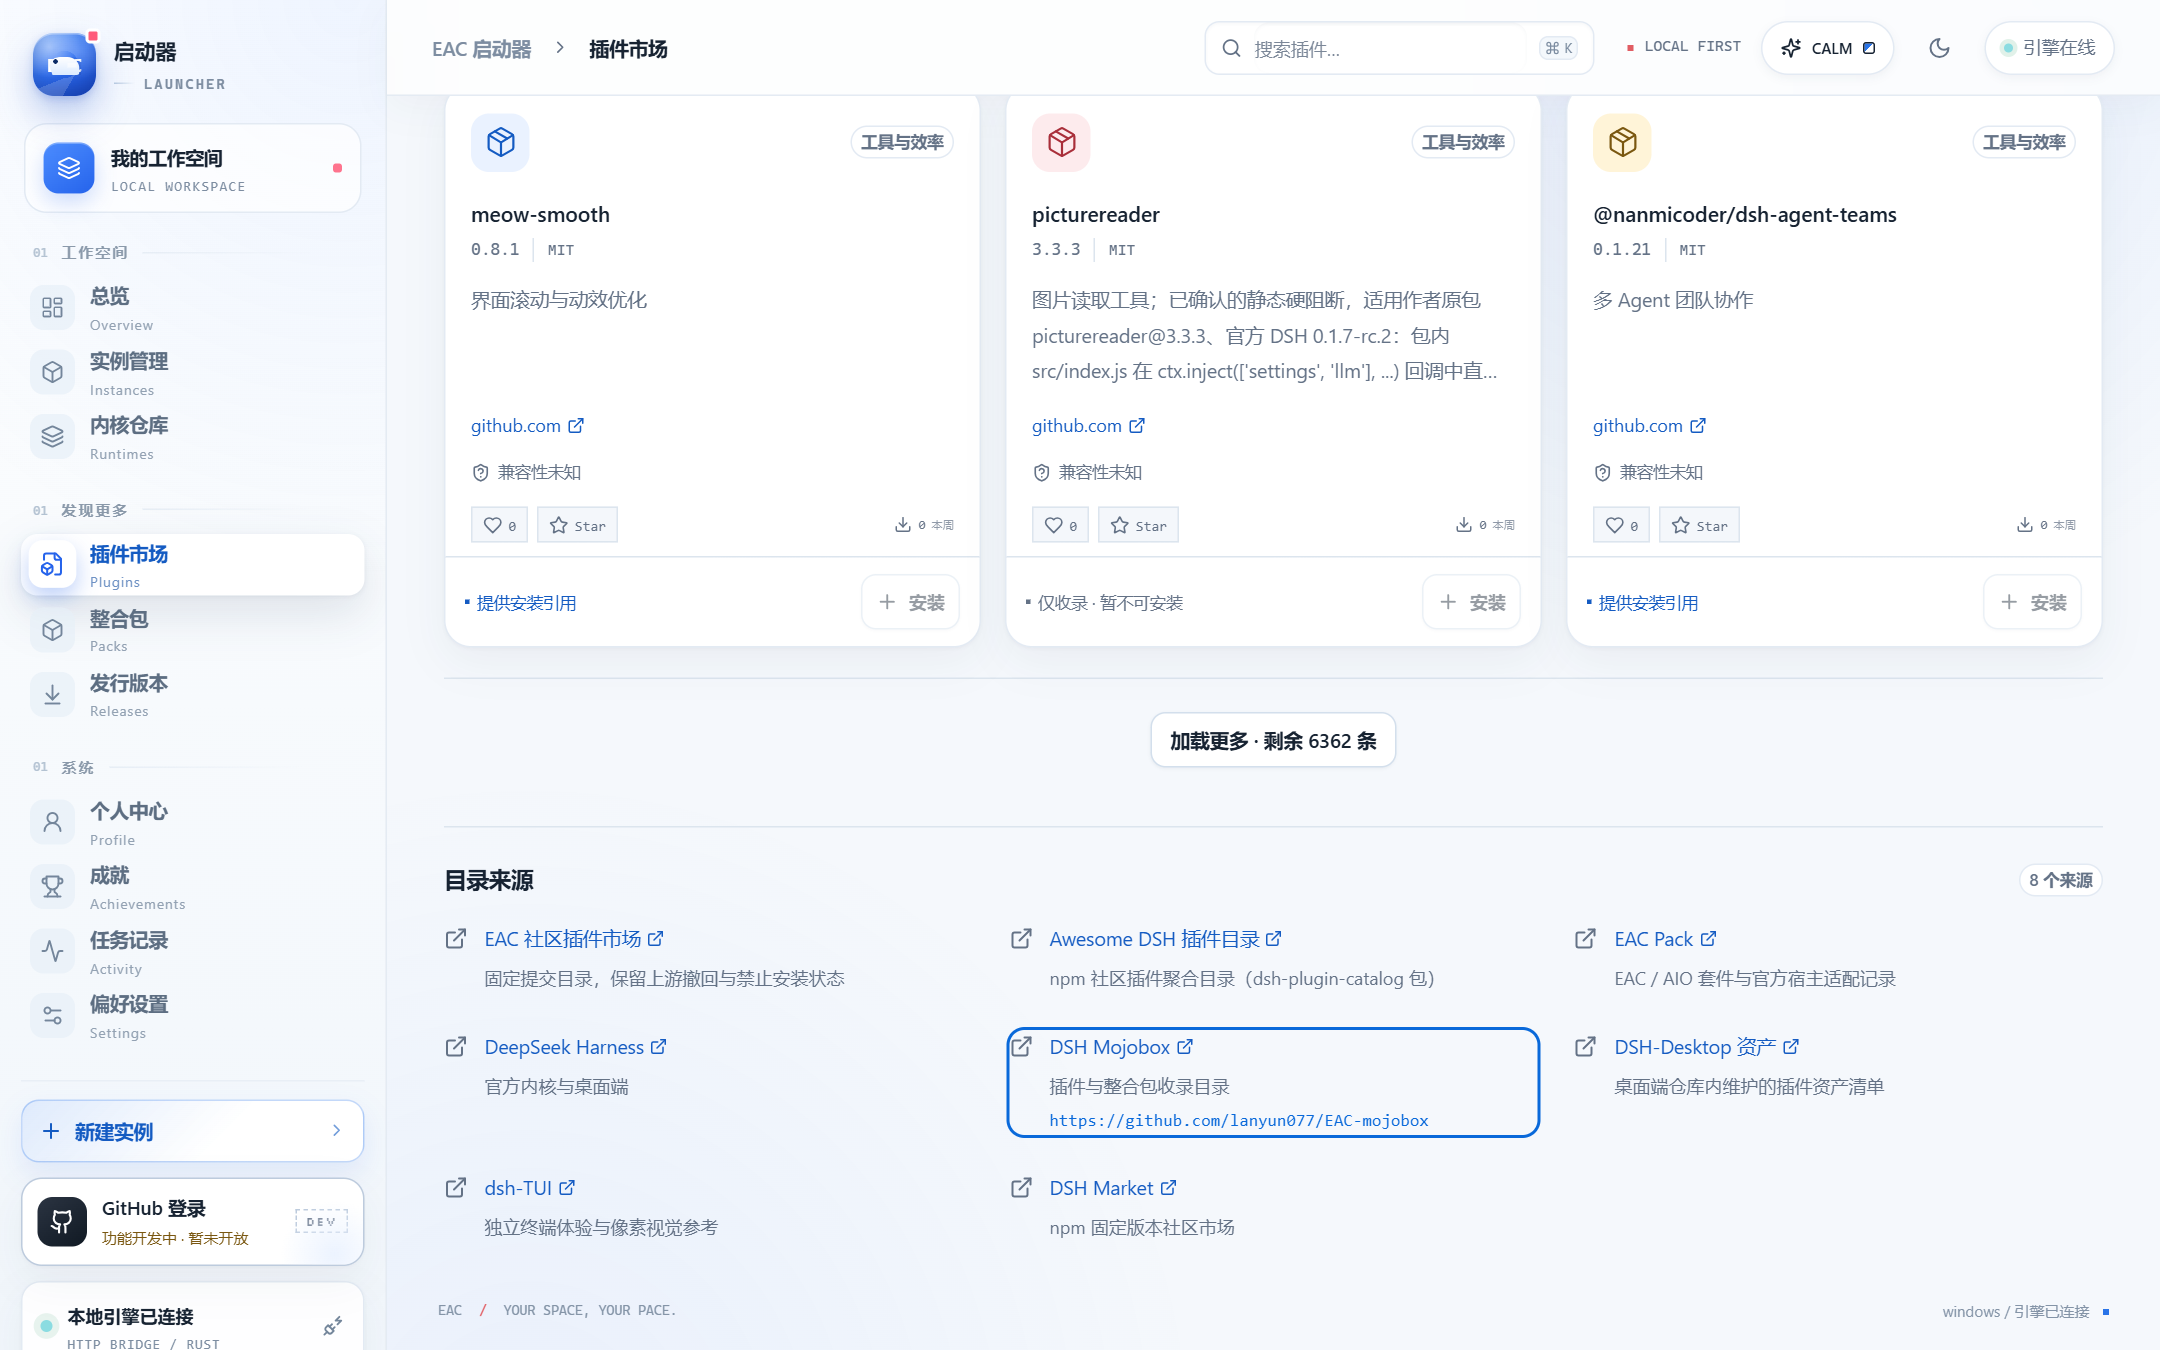 启动器
LAUNCHER
我的工作空间
LOCAL WORKSPACE
01 工作空间
总览
Overview
实例管理
Instances
内核仓库
Runtimes
01 发现更多
插件市场
Plugins
整合包
Packs
发行版本
Releases
01 系统
个人中心
Profile
成就
Achievements
任务记录
Activity
偏好设置
Settings
新建实例
GitHub 登录
功能开发中 · 暂未开放
DEV
本地引擎已连接
HTTP BRIDGE / RUST
EAC 启动器 > 插件市场
搜索插件...
⌘ K
LOCAL FIRST
CALM
引擎在线
工具与效率
meow-smooth
0.8.1 MIT
界面滚动与动效优化
github.com
兼容性未知
0 Star 0 本周
提供安装引用
+ 安装
工具与效率
picturereader
3.3.3 MIT
图片读取工具；已确认的静态硬阻断，适用作者原包
picturereader@3.3.3、官方 DSH 0.1.7-rc.2：包内
src/index.js 在 ctx.inject(['settings', 'llm'], ...) 回调中直...
github.com
兼容性未知
0 Star 0 本周
仅收录 · 暂不可安装
+ 安装
工具与效率
@nanmicoder/dsh-agent-teams
0.1.21 MIT
多 Agent 团队协作
github.com
兼容性未知
0 Star 0 本周
提供安装引用
+ 安装
加载更多 · 剩余 6362 条
目录来源
8 个来源
EAC 社区插件市场
固定提交目录，保留上游撤回与禁止安装状态
Awesome DSH 插件目录
npm 社区插件聚合目录（dsh-plugin-catalog 包）
EAC Pack
EAC / AIO 套件与官方宿主适配记录
DeepSeek Harness
官方内核与桌面端
DSH Mojobox
插件与整合包收录目录
https://github.com/lanyun077/EAC-mojobox
DSH-Desktop 资产
桌面端仓库内维护的插件资产清单
dsh-TUI
独立终端体验与像素视觉参考
DSH Market
npm 固定版本社区市场
EAC / YOUR SPACE, YOUR PACE.
windows / 引擎已连接